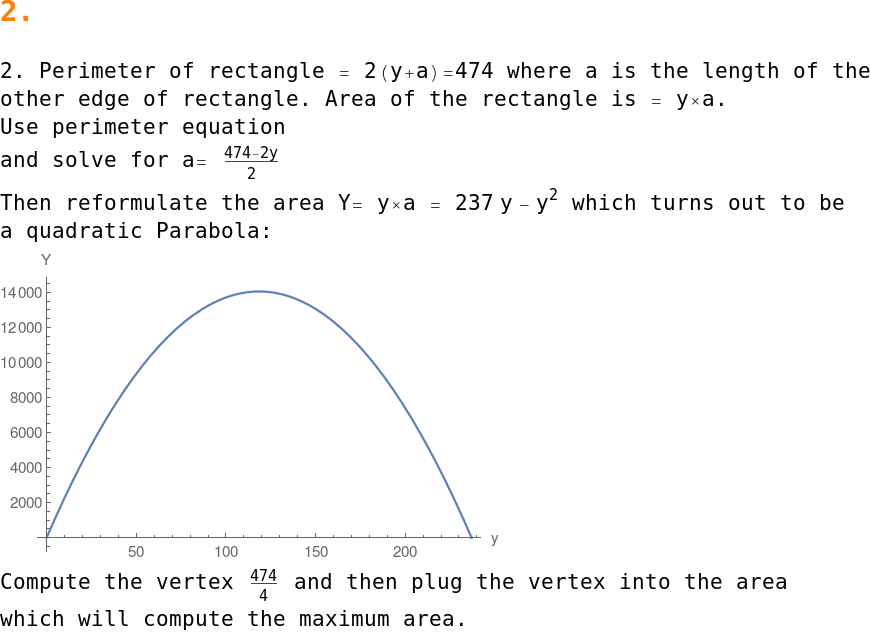 2.
2. Perimeter of rectangle = 2(y+a)=474 where a is the length of the
other edge of rectangle. Area of the rectangle is = y×a.
Use perimeter equation
and solve for a= 474-2y
2
Then reformulate the area Y= y×a = 237 y - y² which turns out to be
a quadratic Parabola:
Y
14000
12000
10000
8000
6000
4000
2000
50 100 150 200 y
Compute the vertex 474 and then plug the vertex into the area
4
which will compute the maximum area.